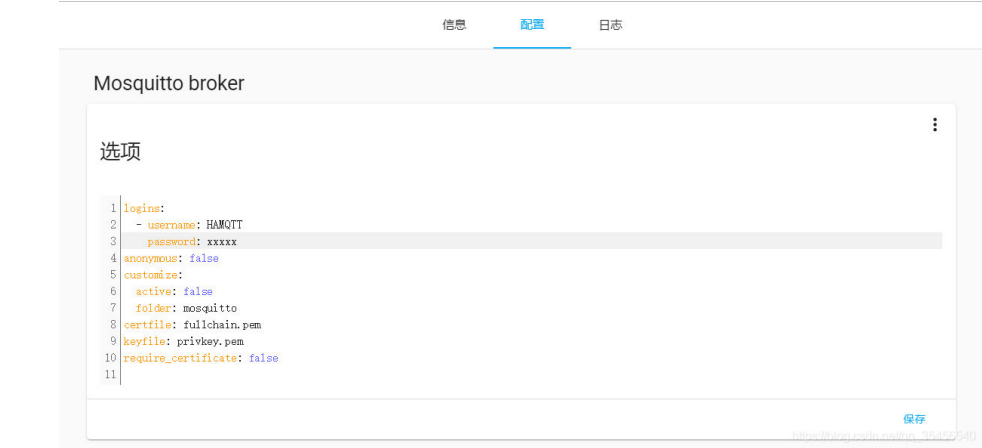 信息 配置 日志
Mosquitto broker
选项
1 logins:
2 - username: HAMQTT
3 password: xxxxx
4 anonymous: false
5 customize:
6 active: false
7 folder: mosquitto
8 certfile: fullchain.pem
9 keyfile: privkey.pem
10 require_certificate: false
11
保存